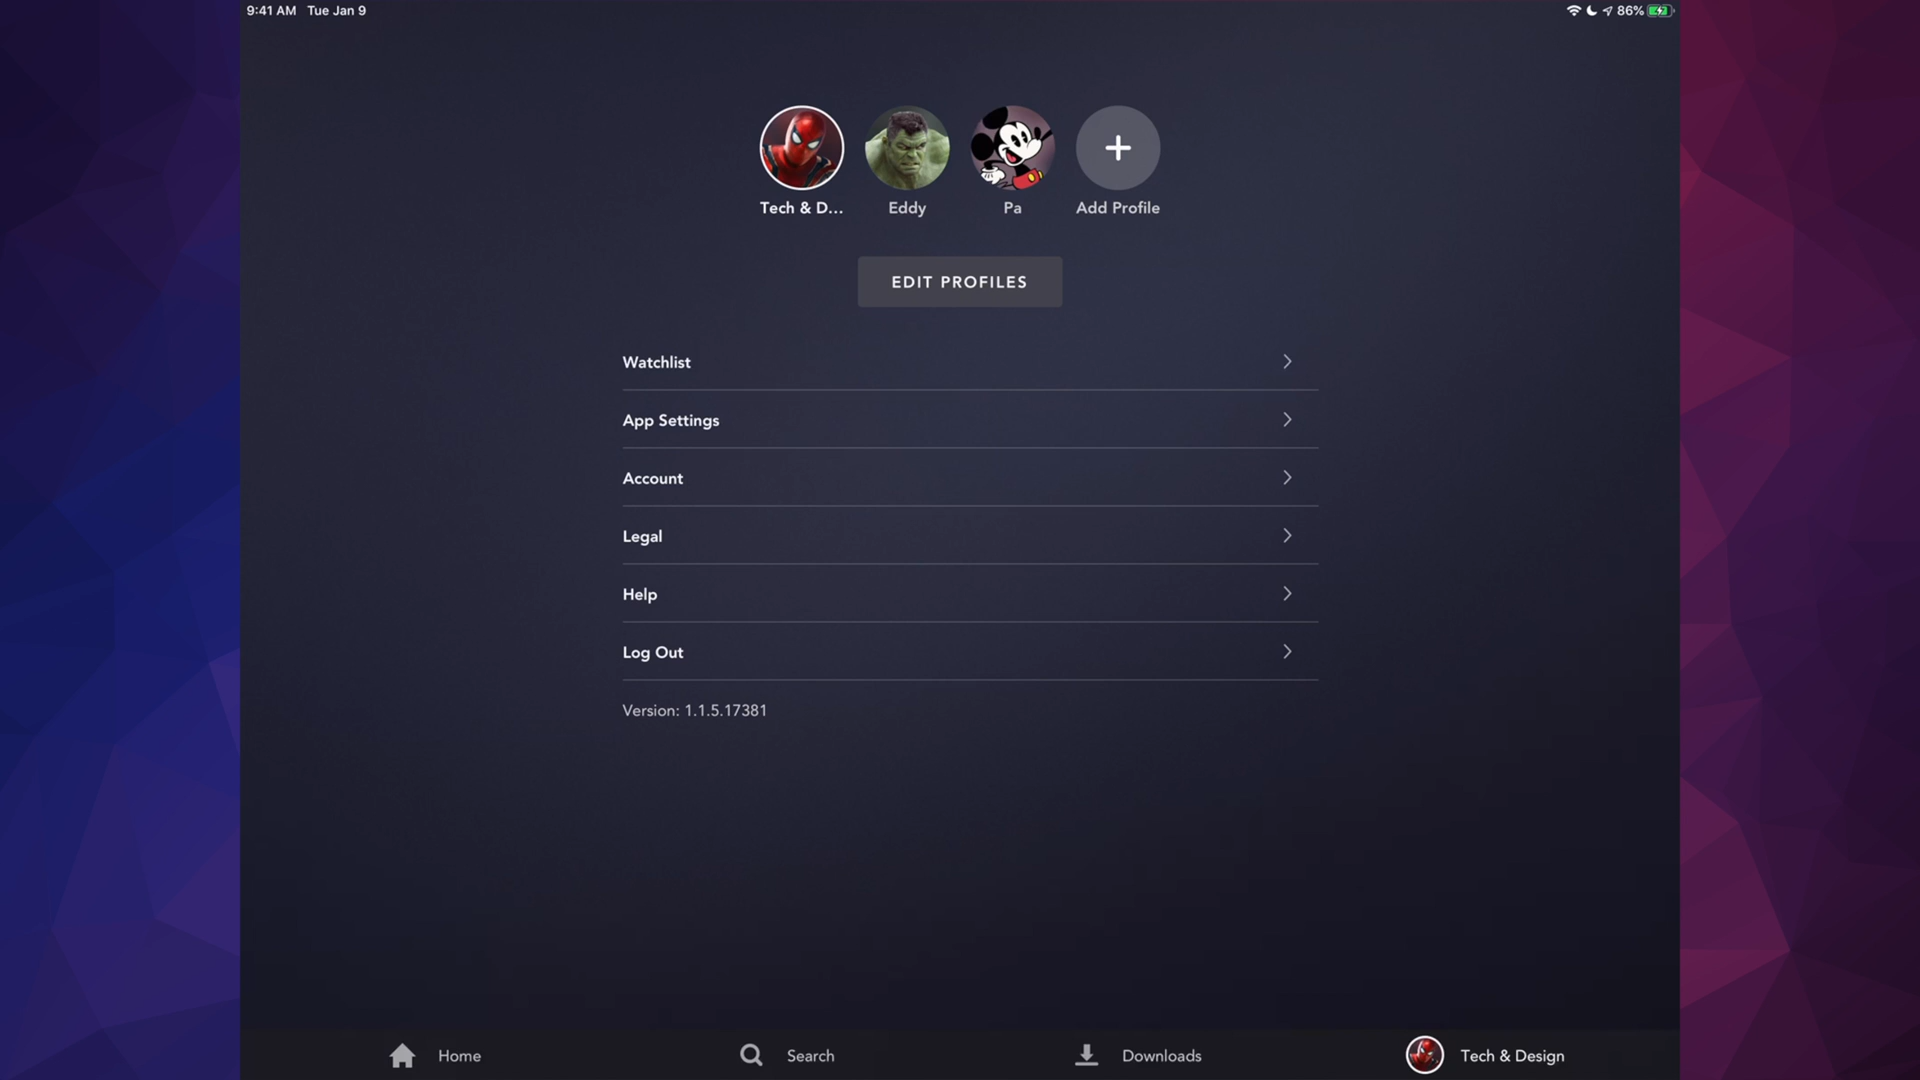 9:41 AM Tue Jan 9
86%
Tech & D...
Eddy
Pa
Add Profile
EDIT PROFILES
Watchlist
App Settings
Account
Legal
Help
Log Out
Version: 1.1.5.17381
Home
Search
Downloads
Tech & Design